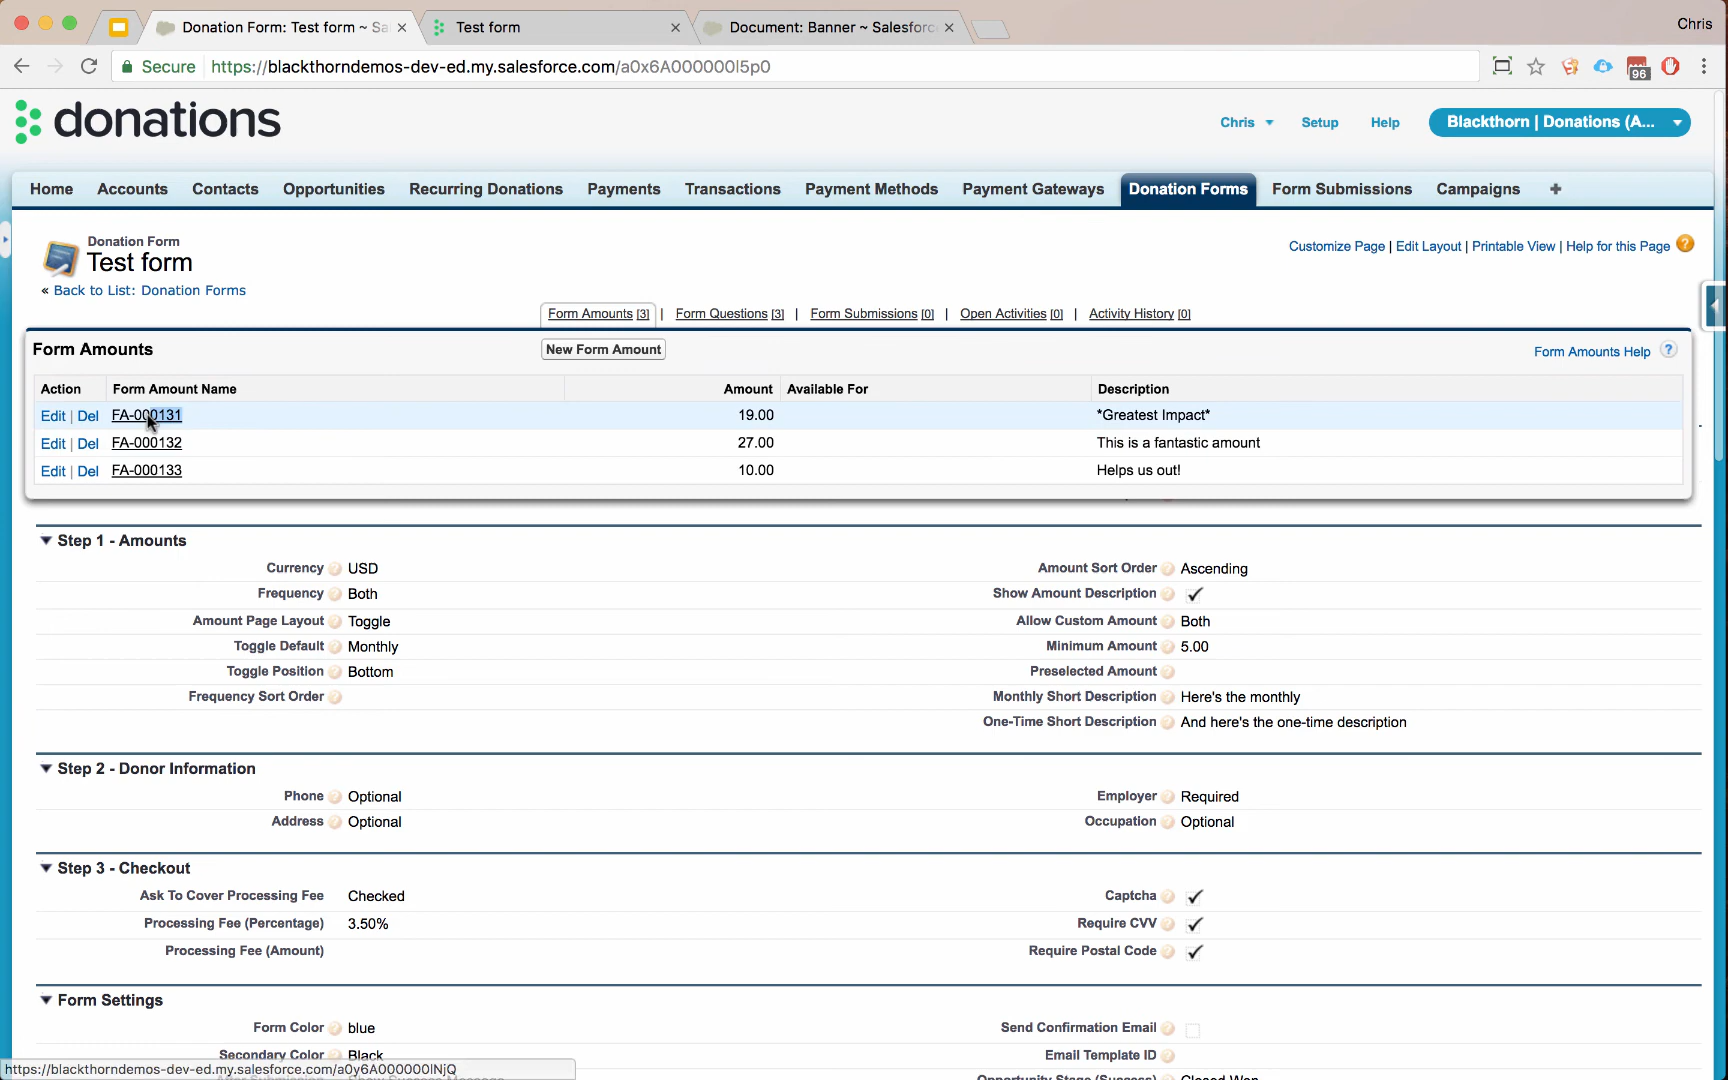 Donation Form: Test form ~ Sa
Test form
Document: Banner ~ Salesforc
Chris
Secure
https://blackthorndemos-dev-ed.my.salesforce.com/a0x6A000000I5p0
96
donations
Chris
Setup
Help
Blackthorn | Donations (A...
Home
Accounts
Contacts
Opportunities
Recurring Donations
Payments
Transactions
Payment Methods
Payment Gateways
Donation Forms
Form Submissions
Campaigns
+
Donation Form
Test form
Customize Page | Edit Layout | Printable View | Help for this Page ?
« Back to List: Donation Forms
Form Amounts [3] | Form Questions [3] | Form Submissions [0] | Open Activities [0] | Activity History [0]
Form Amounts
New Form Amount
Form Amounts Help ?
Action Form Amount Name Amount Available For Description
Edit | Del FA-000131 19.00 *Greatest Impact*
Edit | Del FA-000132 27.00 This is a fantastic amount
Edit | Del FA-000133 10.00 Helps us out!
Step 1 - Amounts
Currency USD
Amount Sort Order Ascending
Frequency Both
Show Amount Description
Amount Page Layout Toggle
Allow Custom Amount Both
Toggle Default Monthly
Minimum Amount 5.00
Toggle Position Bottom
Preselected Amount
Frequency Sort Order
Monthly Short Description Here's the monthly
One-Time Short Description And here's the one-time description
Step 2 - Donor Information
Phone Optional
Employer Required
Address Optional
Occupation Optional
Step 3 - Checkout
Ask To Cover Processing Fee Checked
Captcha
Processing Fee (Percentage) 3.50%
Require CVV
Processing Fee (Amount)
Require Postal Code
Form Settings
Form Color blue
Send Confirmation Email
Secondary Color Black
Email Template ID
https://blackthorndemos-dev-ed.my.salesforce.com/a0y6A000000INjQ
Show Success Message
Opportunity Stage (Success) Closed Won